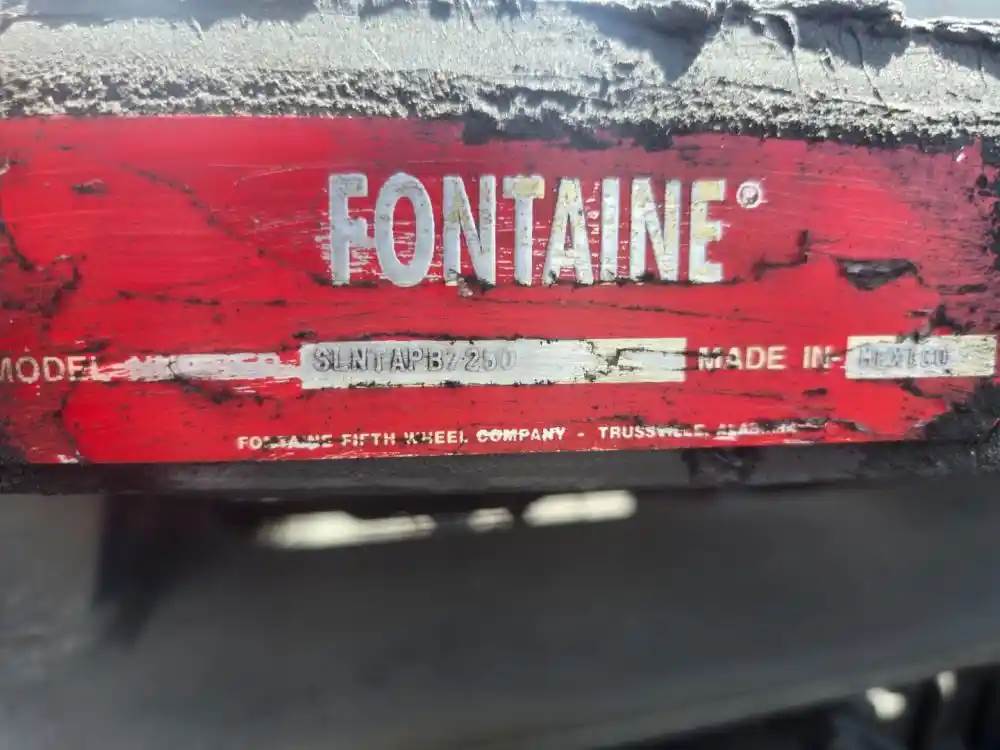 FONTAINE®
MODEL SLNTAPB7250 MADE IN MEXICO
FONTAINE FIFTH WHEEL COMPANY - TRUSSVILLE, ALABAMA